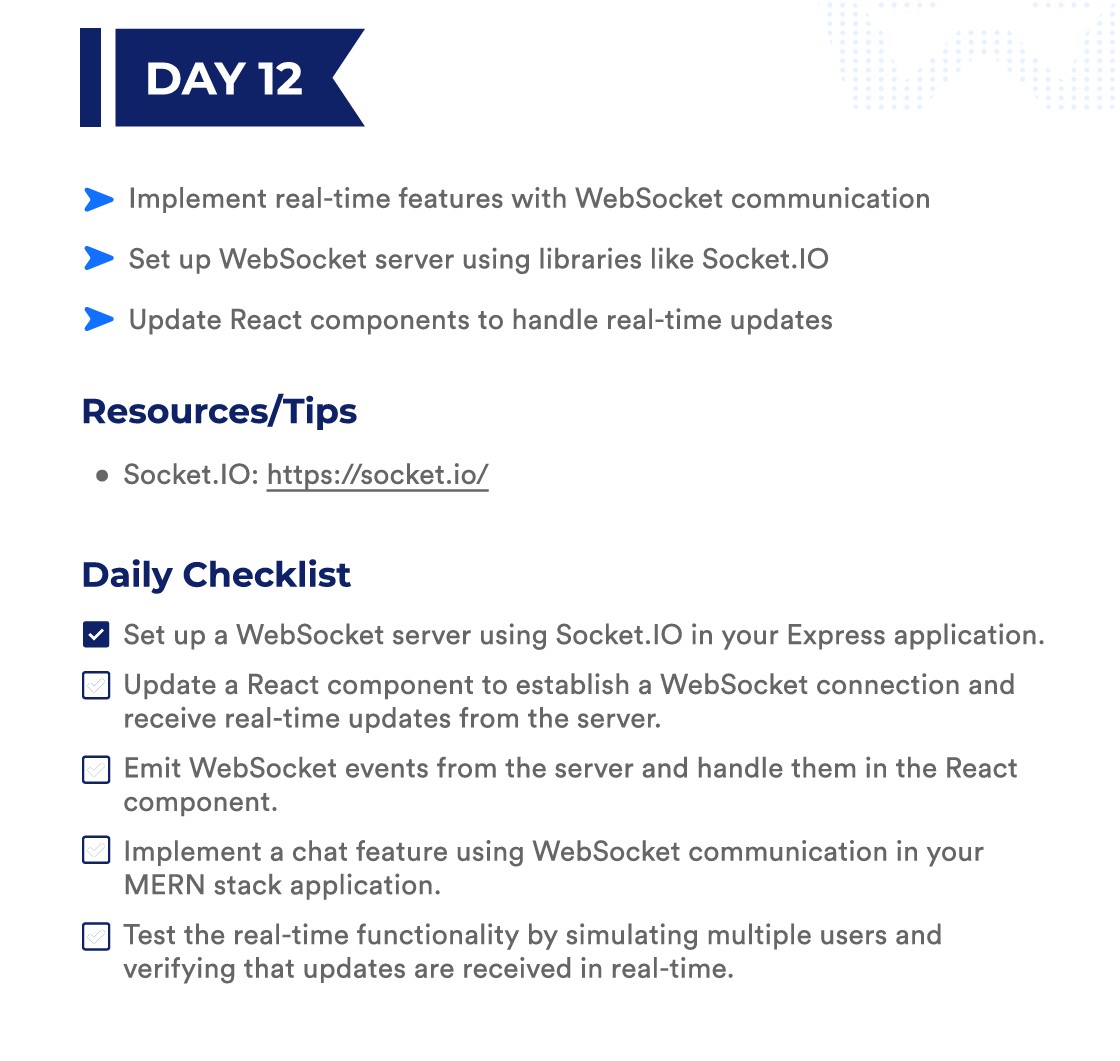 DAY 12
Implement real-time features with WebSocket communication
Set up WebSocket server using libraries like Socket.IO
Update React components to handle real-time updates
Resources/Tips
Socket.IO: https://socket.io/
Daily Checklist
Set up a WebSocket server using Socket.IO in your Express application.
Update a React component to establish a WebSocket connection and
receive real-time updates from the server.
Emit WebSocket events from the server and handle them in the React
component.
Implement a chat feature using WebSocket communication in your
MERN stack application.
Test the real-time functionality by simulating multiple users and
verifying that updates are received in real-time.